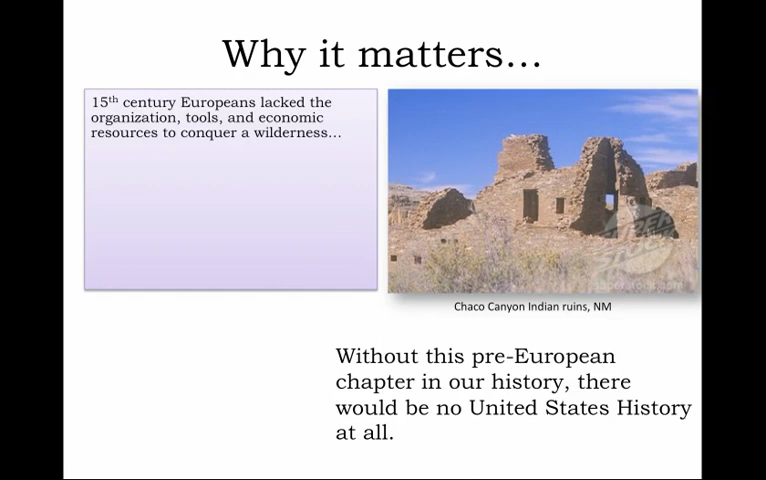 Why it matters…
15th century Europeans lacked the
organization, tools, and economic
resources to conquer a wilderness…
Chaco Canyon Indian ruins, NM
Without this pre-European
chapter in our history, there
would be no United States History
at all.